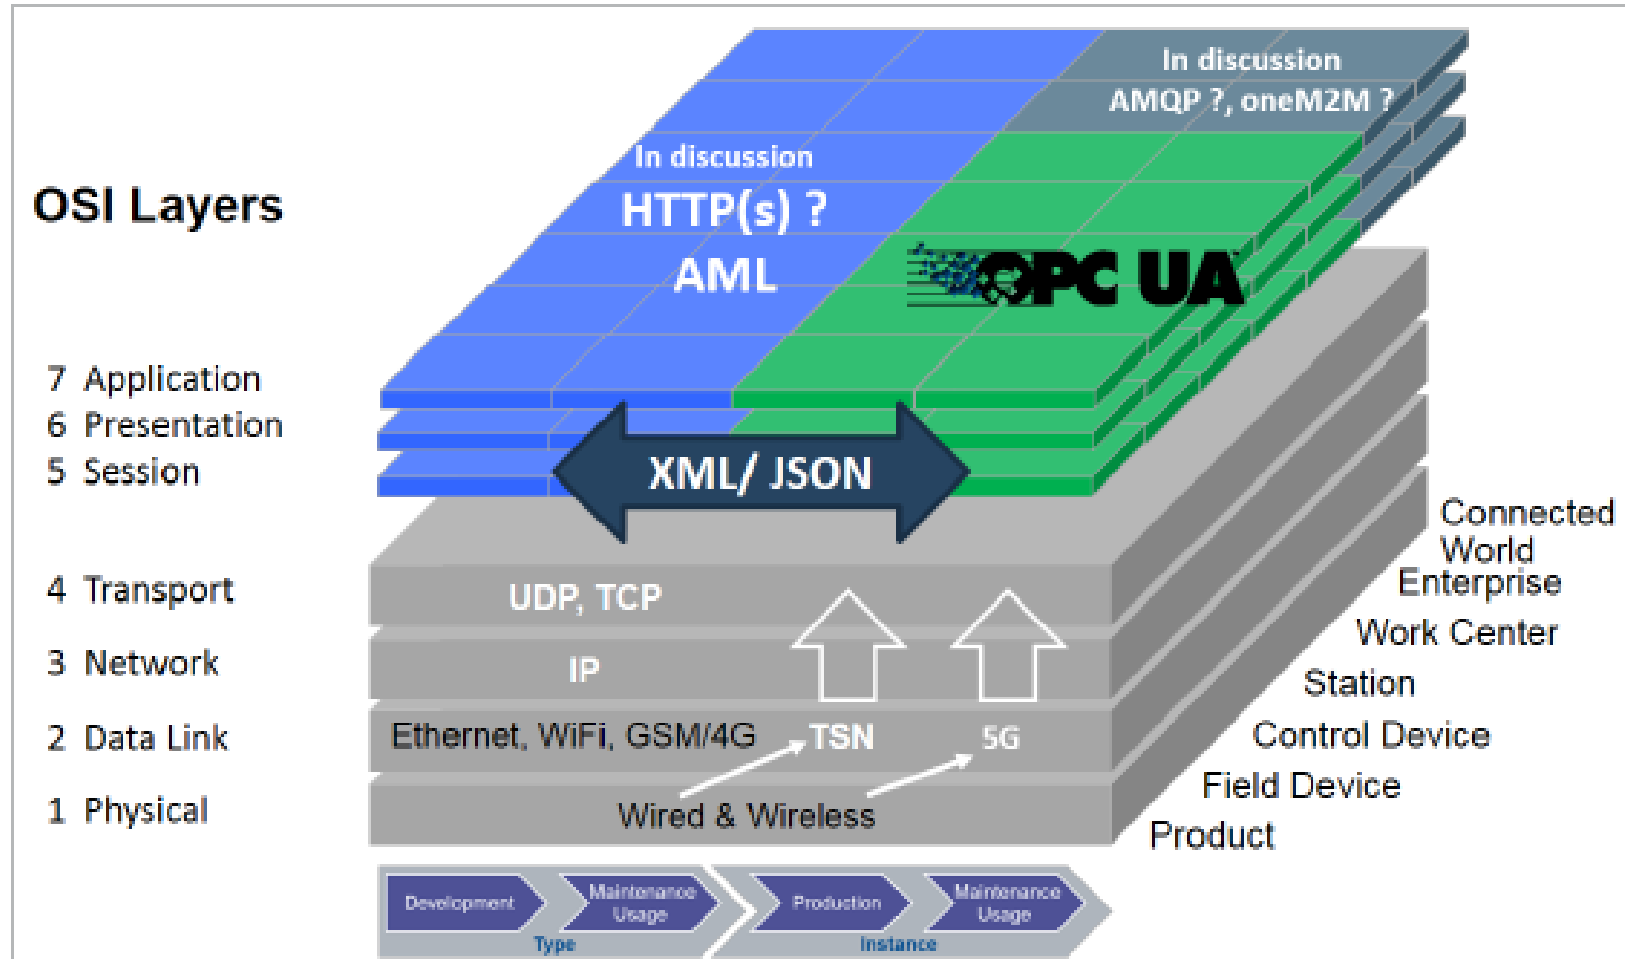 In discussion
AMQP ?, oneM2M ?
In discussion
HTTP(s) ?
AML
OPC UA
OSI Layers
7 Application
6 Presentation
5 Session
XML/ JSON
4 Transport
UDP, TCP
3 Network
IP
2 Data Link
Ethernet, WiFi, GSM/4G
TSN
5G
1 Physical
Wired & Wireless
Connected
World
Enterprise
Work Center
Station
Control Device
Field Device
Product
Development
Maintenance
Usage
Production
Maintenance
Usage
Type
Instance